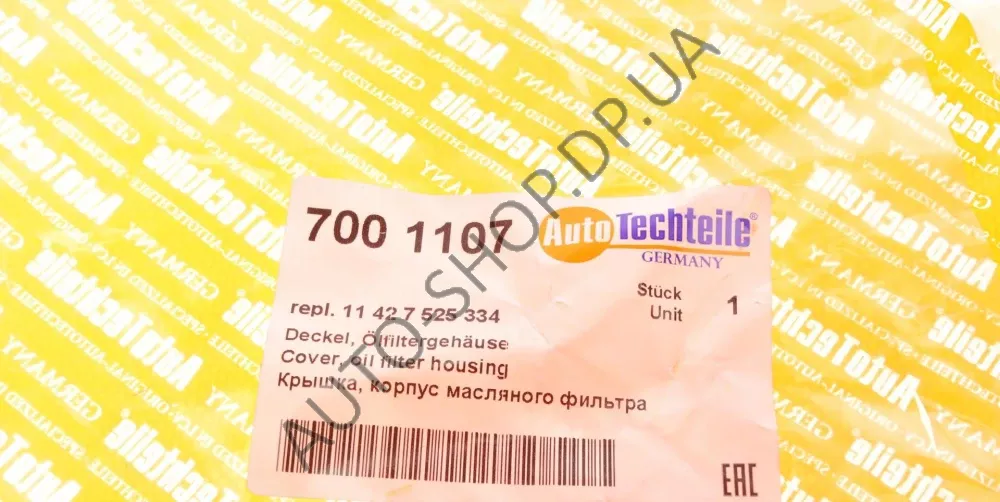 700 1107
AutoTechteile®
GERMANY
Stück 1
Unit
repl. 11 42 7 525 334
Deckel, Ölfiltergehäuse
Cover, oil filter housing
Крышка, корпус масляного фильтра
EAC
AUTO-SHOP.DP.UA